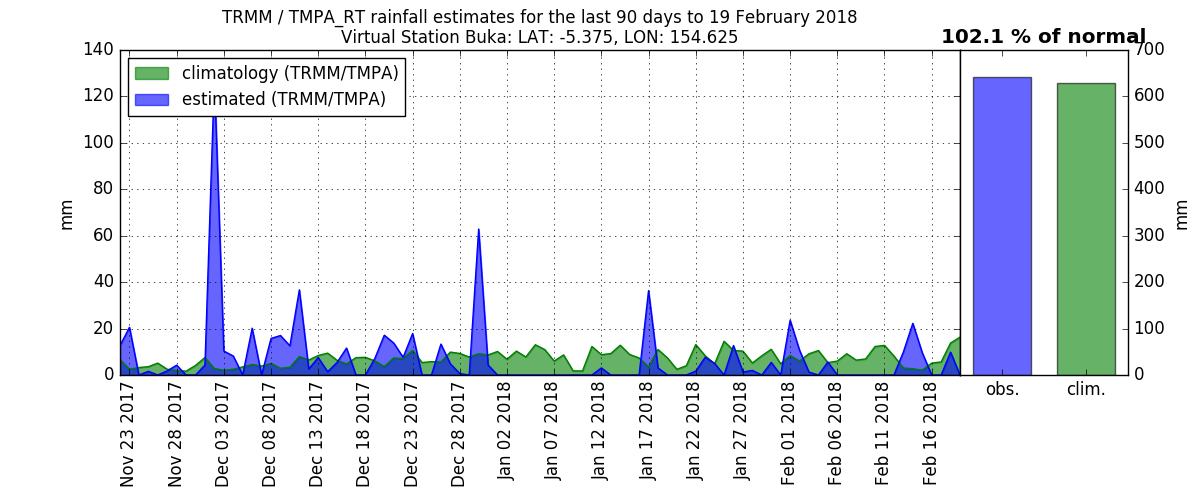 TRMM / TMPA_RT rainfall estimates for the last 90 days to 19 February 2018
Virtual Station Buka: LAT: -5.375, LON: 154.625
102.1 % of normal
climatology (TRMM/TMPA)
estimated (TRMM/TMPA)
140
120
100
80
60
40
20
0
mm
700
600
500
400
300
200
100
0
mm
Nov 23 2017
Nov 28 2017
Dec 03 2017
Dec 08 2017
Dec 13 2017
Dec 18 2017
Dec 23 2017
Dec 28 2017
Jan 02 2018
Jan 07 2018
Jan 12 2018
Jan 17 2018
Jan 22 2018
Jan 27 2018
Feb 01 2018
Feb 06 2018
Feb 11 2018
Feb 16 2018
obs.
clim.